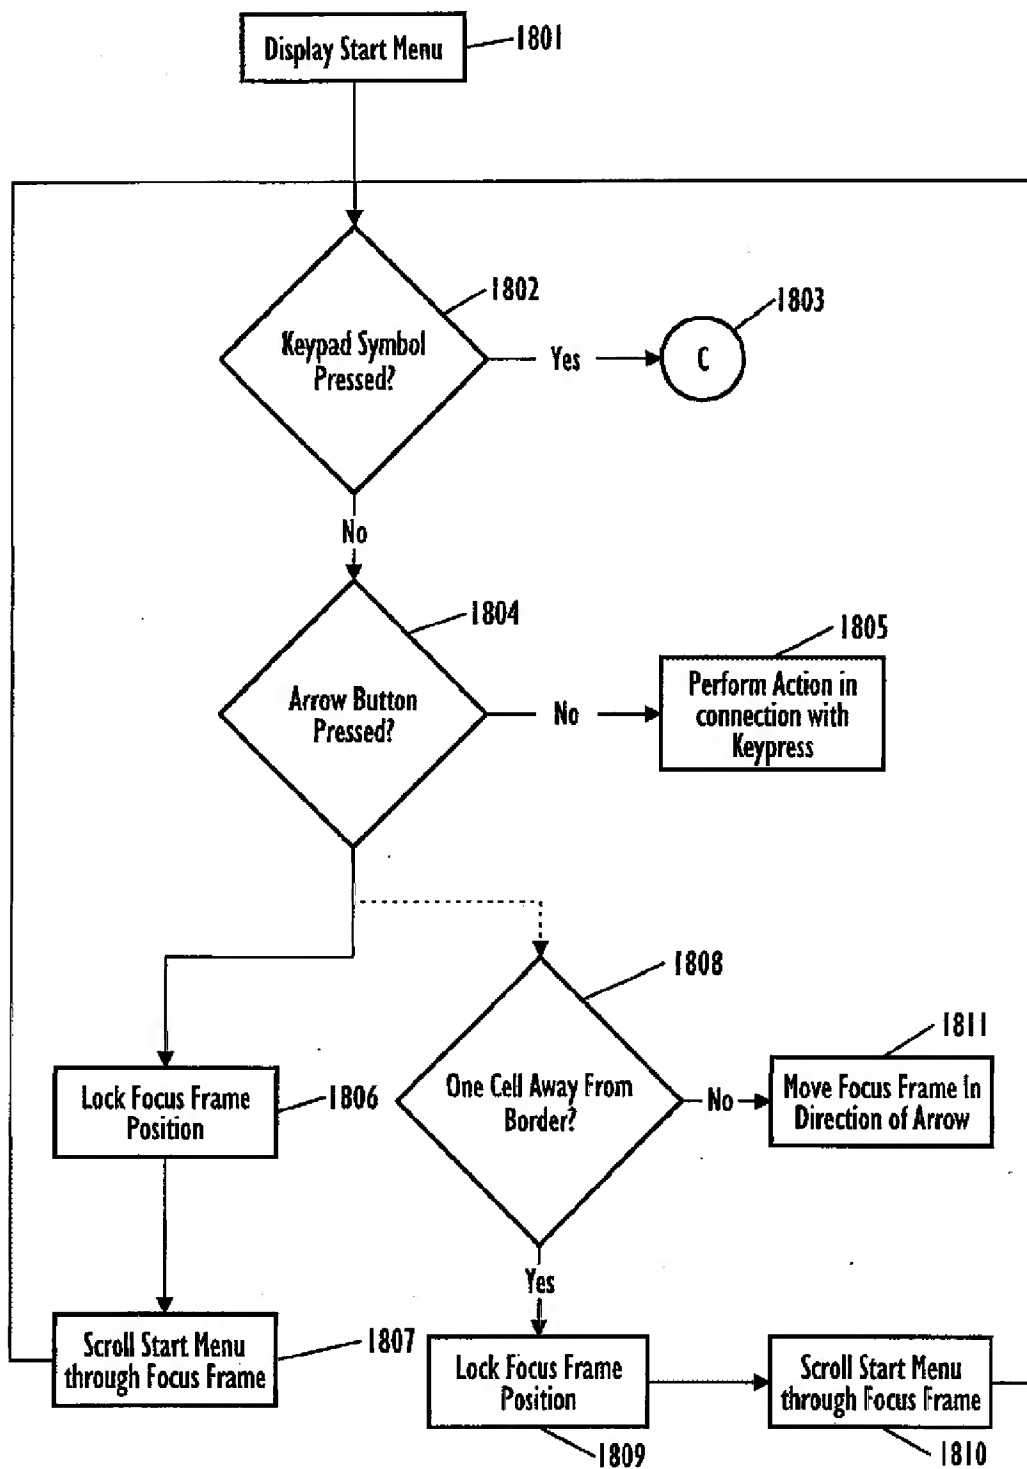 Display Start Menu
1801
Keypad Symbol
Pressed?
1802
Yes
C
1803
No
Arrow Button
Pressed?
1804
No
Perform Action in
connection with
Keypress
1805
Lock Focus Frame
Position
1806
One Cell Away From
Border?
1808
No
Move Focus Frame In
Direction of Arrow
1811
Yes
Scroll Start Menu
through Focus Frame
1807
Lock Focus Frame
Position
1809
Scroll Start Menu
through Focus Frame
1810